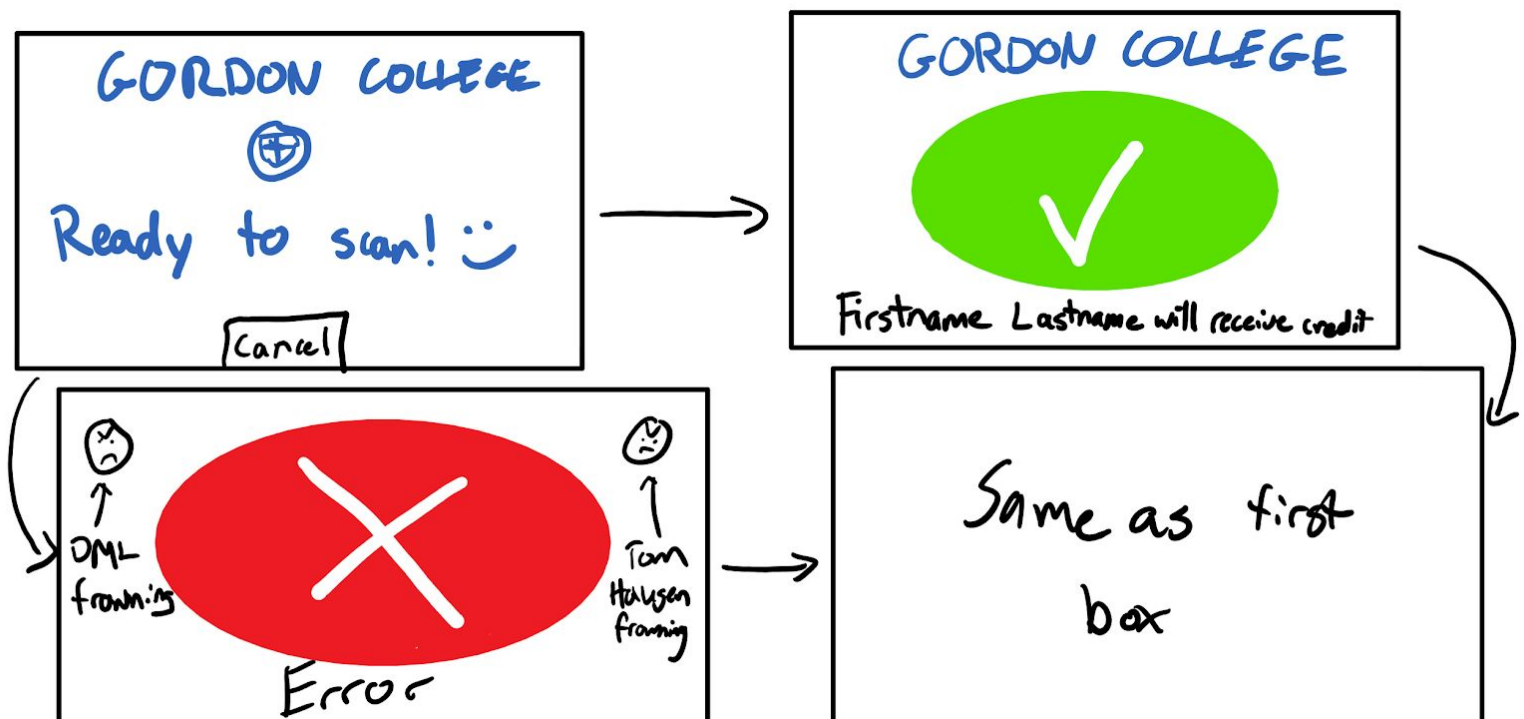 GORDON COLLEGE
Ready to scan!
Cancel
GORDON COLLEGE
Firstname Lastname will receive credit
DML
frowning
Tom
Haugen
frowning
Error
Same as first
box